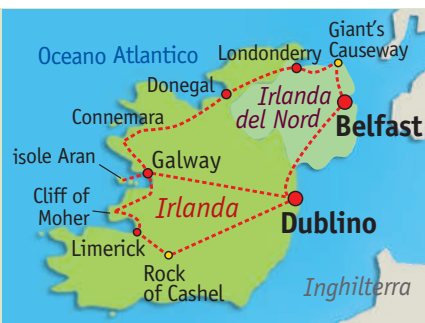 Giant's
Causeway
Oceano Atlantico
Londonderry
Donegal
Irlanda
del Nord
Belfast
Connemara
isole Aran
Galway
Cliff of
Moher
Irlanda
Dublino
Limerick
Rock
of Cashel
Inghilterra